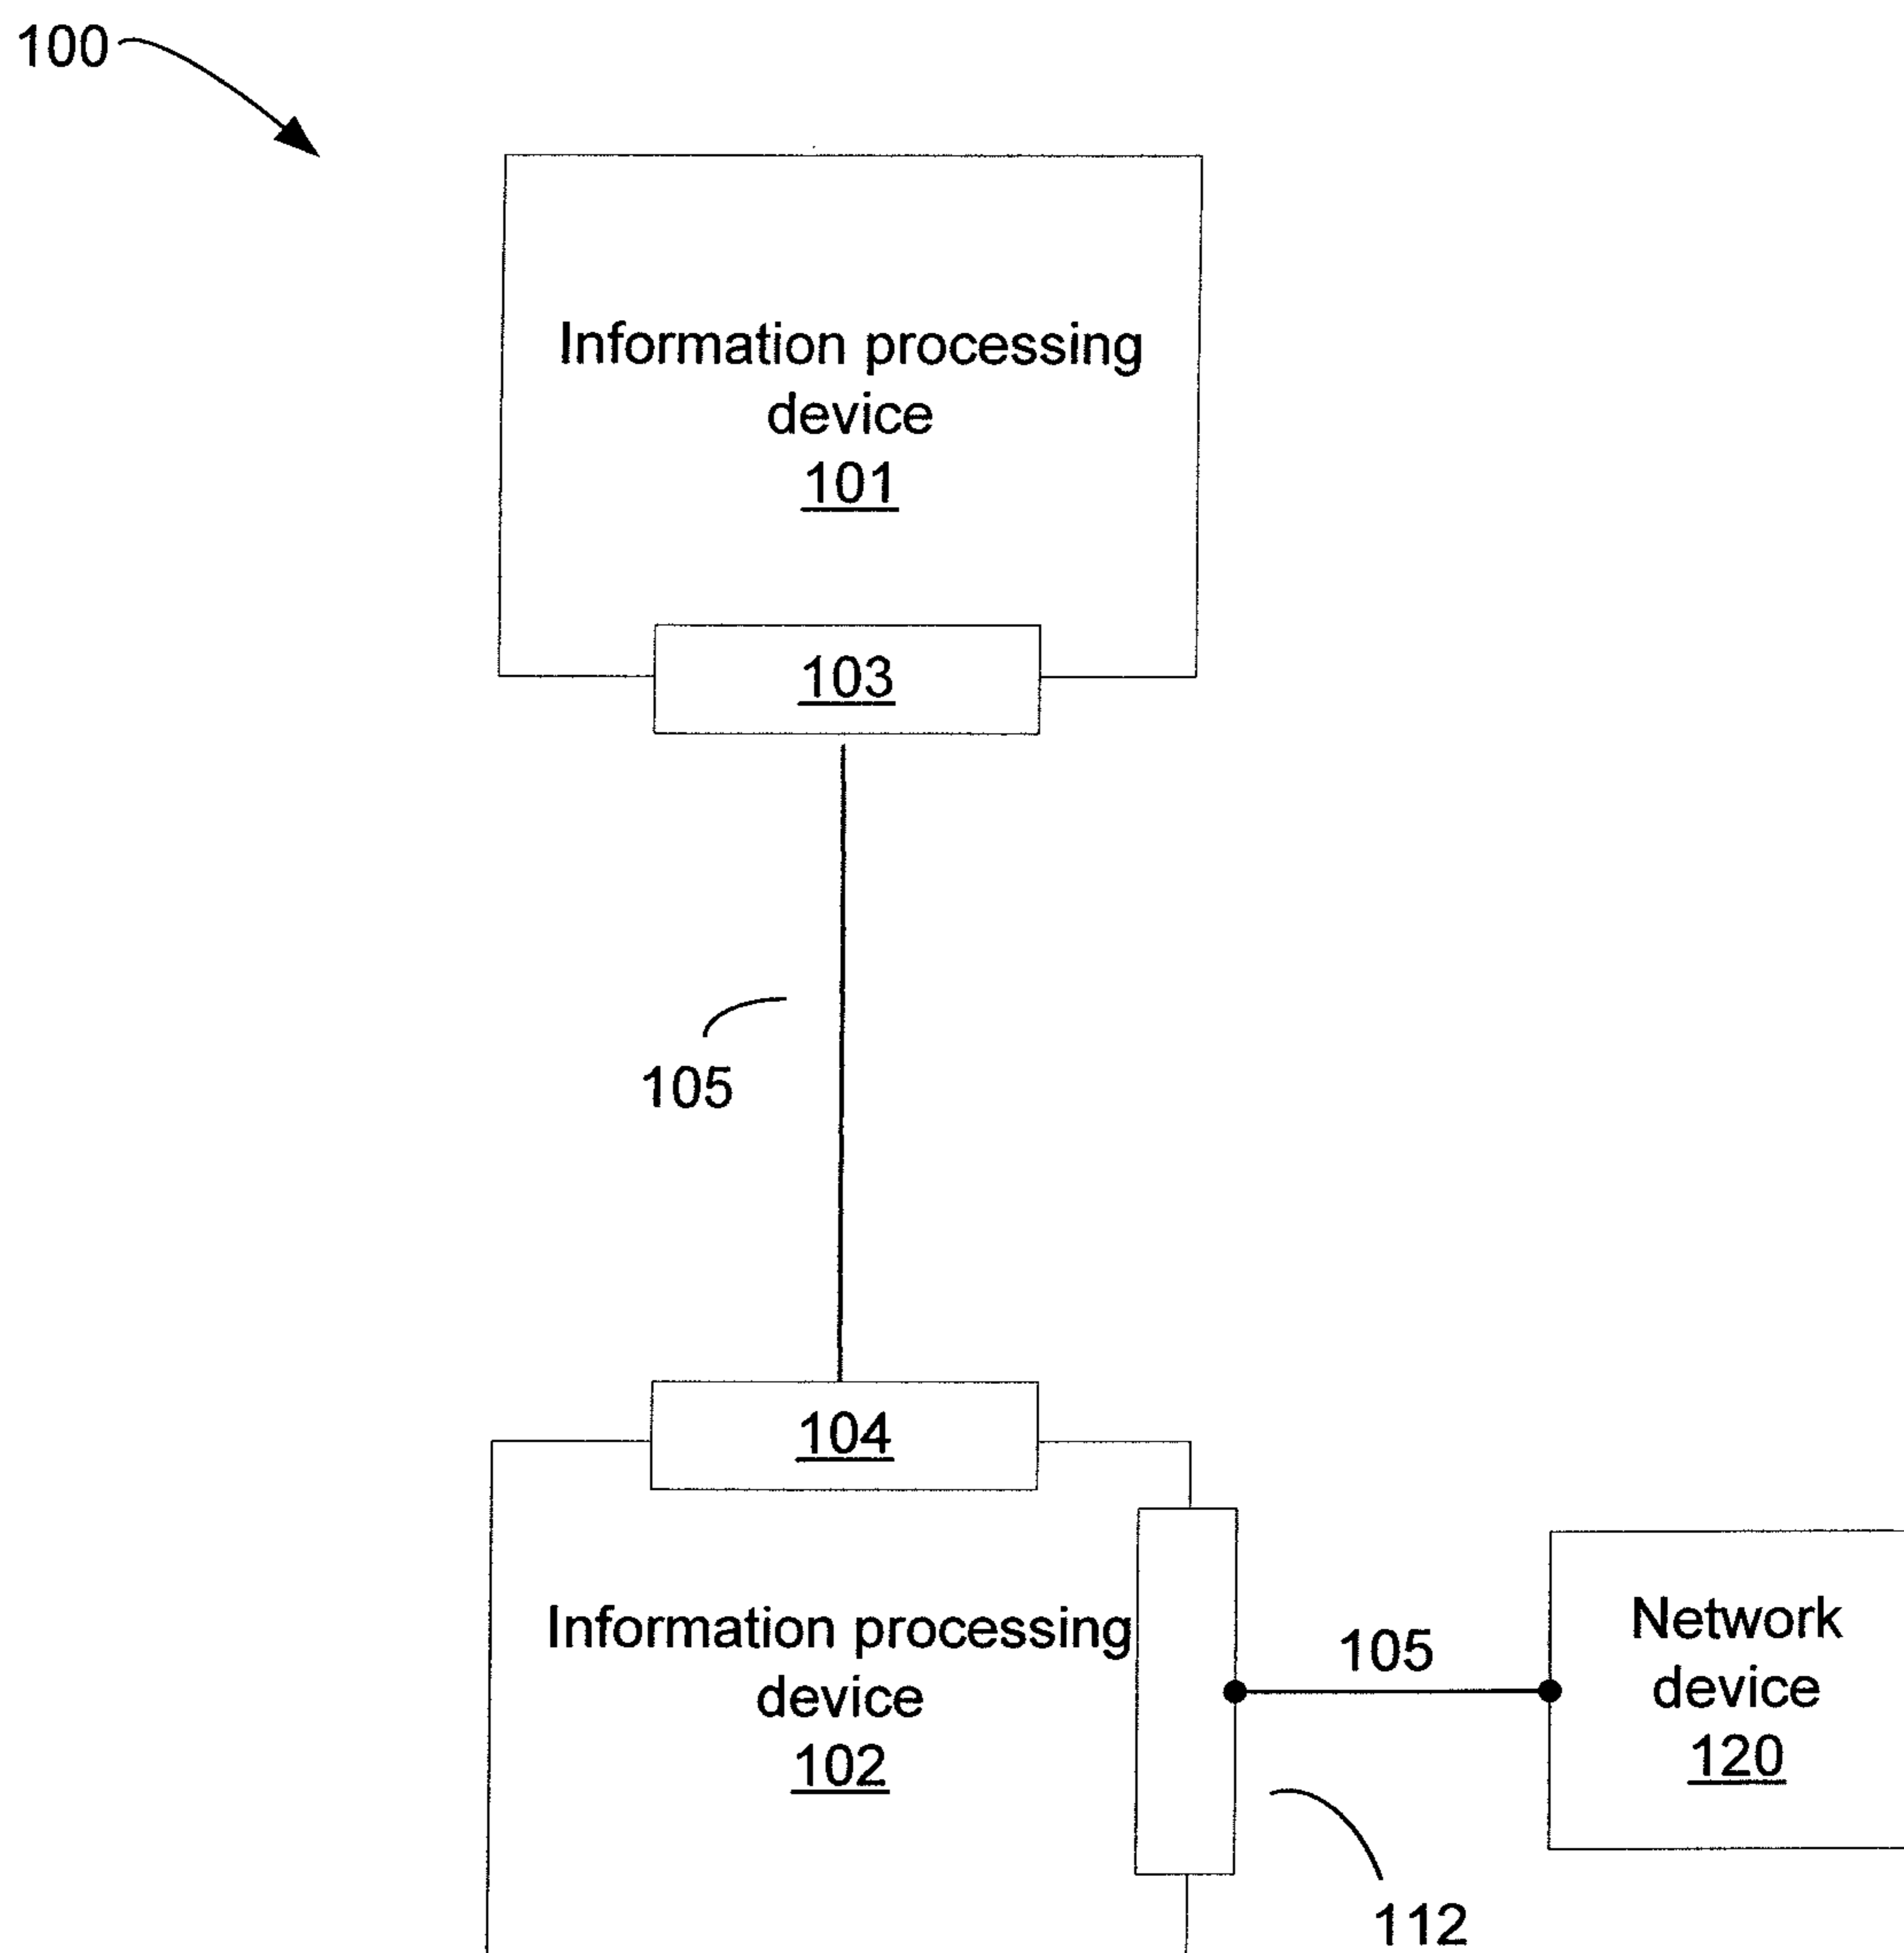 100
Information processing
device
101
103
105
104
Information processing
device
102
105
Network
device
120
112